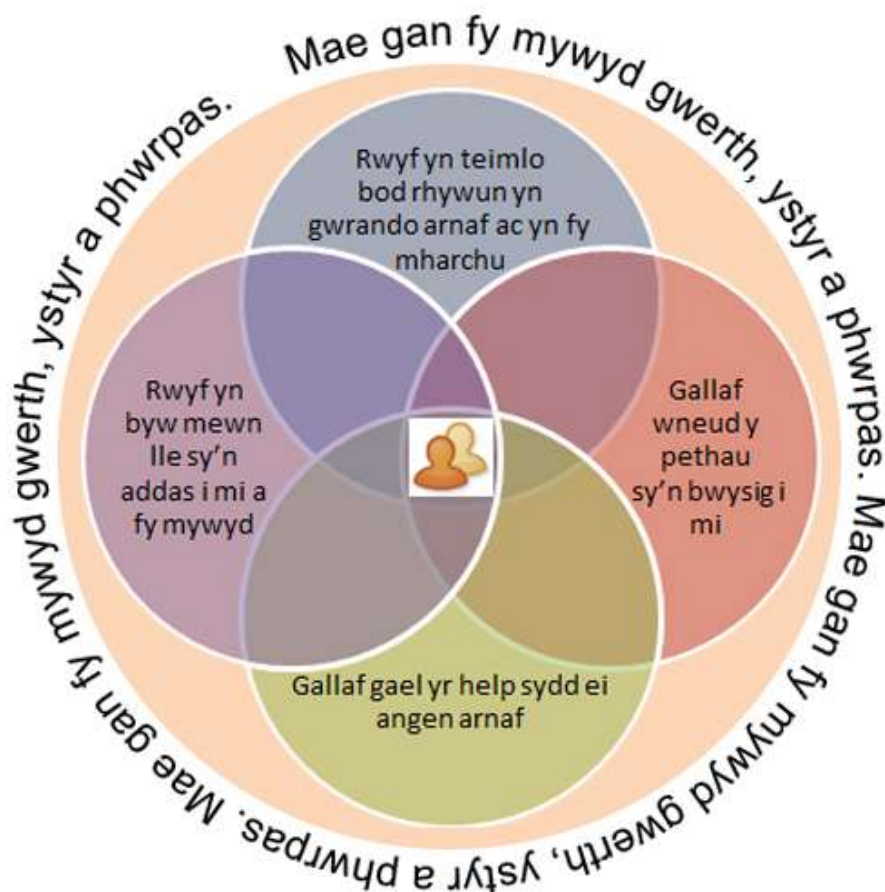 Mae gan fy mywyd gwerth, ystyr a phwrpas. Mae gan fy mywyd gwerth, ystyr a phwrpas. Mae gan fy mywyd gwerth, ystyr a phwrpas.
Rwyf yn teimlo
bod rhywun yn
gwrando arnaf ac yn fy
mharchu
Rwyf yn
byw mewn
lle sy'n
addas i mi a
fy mywyd
Gallaf
wneud y
pethau
sy'n bwysig i
mi
Gallaf gael yr help sydd ei
angen arnaf